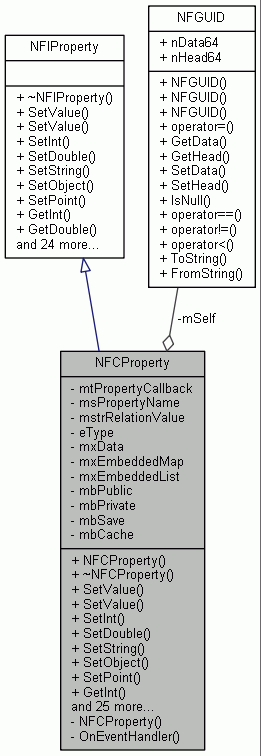 NFIProperty
+ ~NFIProperty()
+ SetValue()
+ SetValue()
+ SetInt()
+ SetDouble()
+ SetString()
+ SetObject()
+ SetPoint()
+ GetInt()
+ GetDouble()
and 24 more...
NFGUID
+ nData64
+ nHead64
+ NFGUID()
+ NFGUID()
+ NFGUID()
+ operator=()
+ GetData()
+ GetHead()
+ SetData()
+ SetHead()
+ IsNull()
+ operator==()
+ operator!=()
+ operator<()
+ ToString()
+ FromString()
-mSelf
NFCProperty
- mtPropertyCallback
- msPropertyName
- mstrRelationValue
- eType
- mxData
- mxEmbeddedMap
- mxEmbeddedList
- mbPublic
- mbPrivate
- mbSave
- mbCache
+ NFCProperty()
+ ~NFCProperty()
+ SetValue()
+ SetValue()
+ SetInt()
+ SetDouble()
+ SetString()
+ SetObject()
+ SetPoint()
+ GetInt()
and 25 more...
- NFCProperty()
- OnEventHandler()